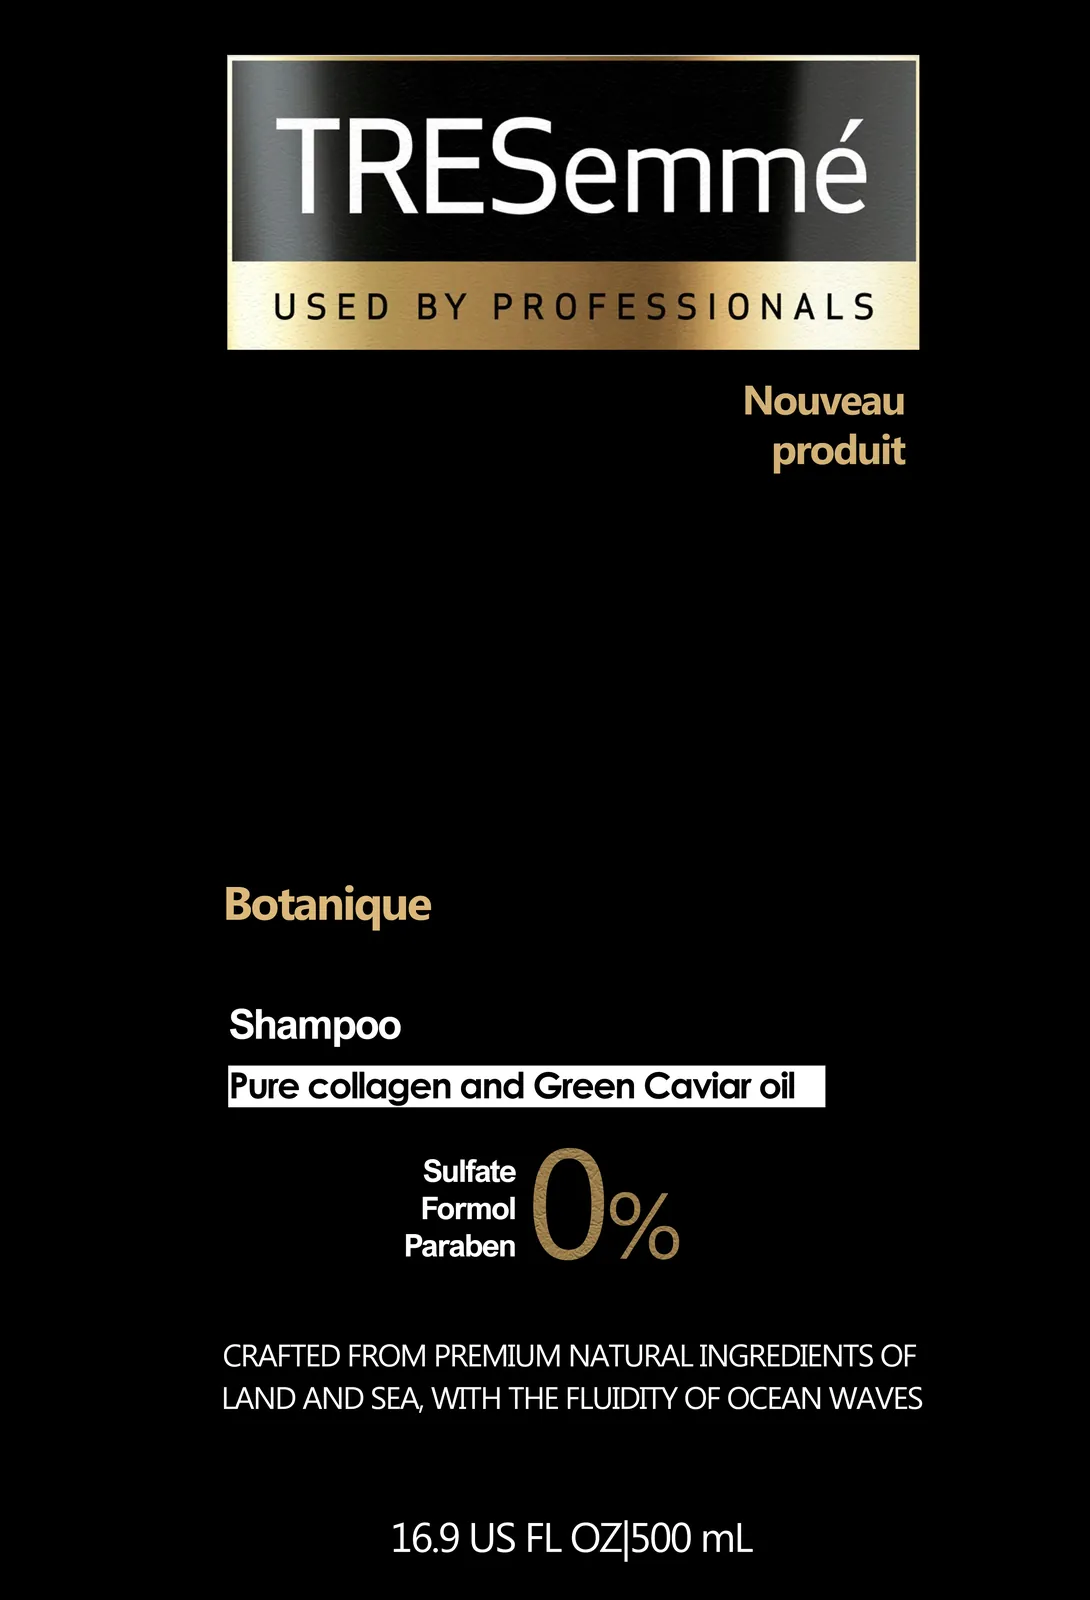 TRESemmé
USED BY PROFESSIONALS
Nouveau
produit
Botanique
Shampoo
Pure collagen and Green Caviar oil
Sulfate
Formol
Paraben
0%
CRAFTED FROM PREMIUM NATURAL INGREDIENTS OF
LAND AND SEA, WITH THE FLUIDITY OF OCEAN WAVES
16.9 US FL OZ|500 mL